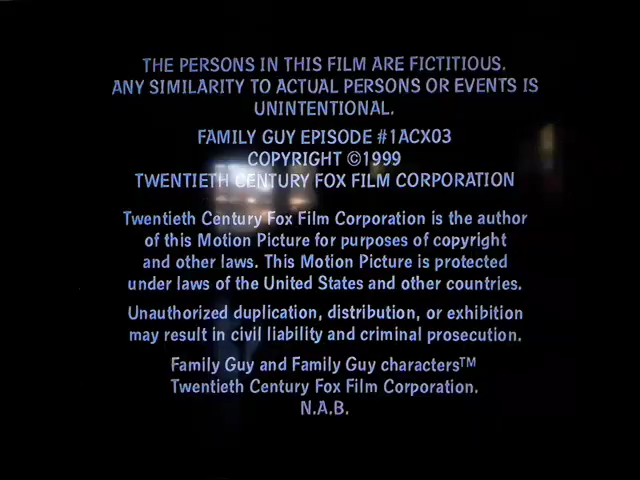 THE PERSONS IN THIS FILM ARE FICTITIOUS.
ANY SIMILARITY TO ACTUAL PERSONS OR EVENTS IS
UNINTENTIONAL.
FAMILY GUY EPISODE #1ACX03
COPYRIGHT ©1999
TWENTIETH CENTURY FOX FILM CORPORATION
Twentieth Century Fox Film Corporation is the author
of this Motion Picture for purposes of copyright
and other laws. This Motion Picture is protected
under laws of the United States and other countries.
Unauthorized duplication, distribution, or exhibition
may result in civil liability and criminal prosecution.
Family Guy and Family Guy characters™
Twentieth Century Fox Film Corporation.
N.A.B.